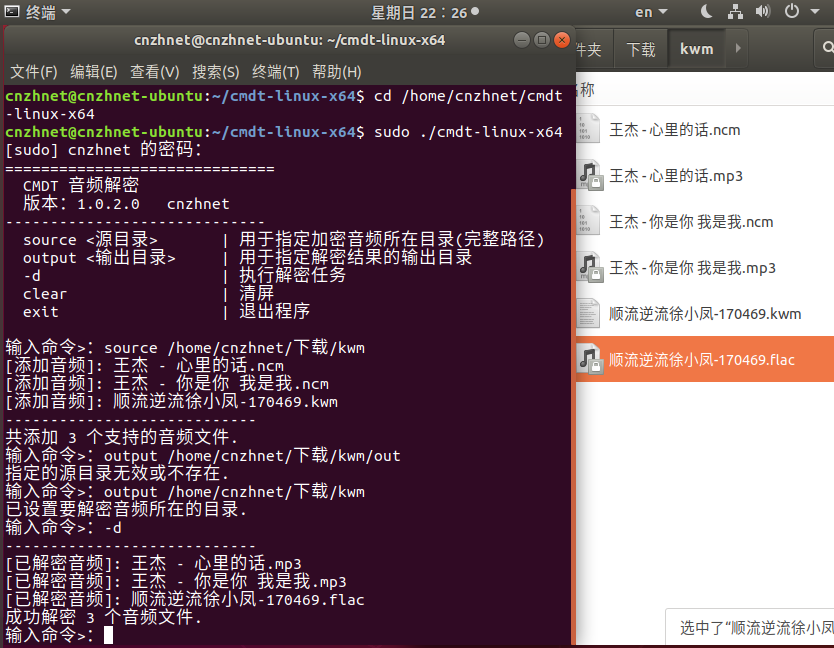 终端
星期日 22：26
en
cnzhnet@cnzhnet-ubuntu: ~/cmdt-linux-x64
文件(F) 编辑(E) 查看(V) 搜索(S) 终端(T) 帮助(H)
cnzhnet@cnzhnet-ubuntu:~/cmdt-linux-x64$ cd /home/cnzhnet/cmdt
-linux-x64
cnzhnet@cnzhnet-ubuntu:~/cmdt-linux-x64$ sudo ./cmdt-linux-x64
[sudo] cnzhnet 的密码：
==============================
CMDT 音频解密
版本：1.0.2.0 cnzhnet
-----------------------------
source <源目录> | 用于指定加密音频所在目录(完整路径)
output <输出目录> | 用于指定解密结果的输出目录
-d | 执行解密任务
clear | 清屏
exit | 退出程序
输入命令>: source /home/cnzhnet/下载/kwm
[添加音频]: 王杰 - 心里的话.ncm
[添加音频]: 王杰 - 你是你 我是我.ncm
[添加音频]: 顺流逆流徐小凤-170469.kwm
----------------------------
共添加 3 个支持的音频文件.
输入命令>: output /home/cnzhnet/下载/kwm/out
指定的源目录无效或不存在.
输入命令>: output /home/cnzhnet/下载/kwm
已设置要解密音频所在的目录.
输入命令>: -d
----------------------------
[已解密音频]: 王杰 - 心里的话.mp3
[已解密音频]: 王杰 - 你是你 我是我.mp3
[已解密音频]: 顺流逆流徐小凤-170469.flac
成功解密 3 个音频文件.
输入命令>:
件夹 下载 kwm
名称
王杰 - 心里的话.ncm
王杰 - 心里的话.mp3
王杰 - 你是你 我是我.ncm
王杰 - 你是你 我是我.mp3
顺流逆流徐小凤-170469.kwm
顺流逆流徐小凤-170469.flac
选中了“顺流逆流徐小凤